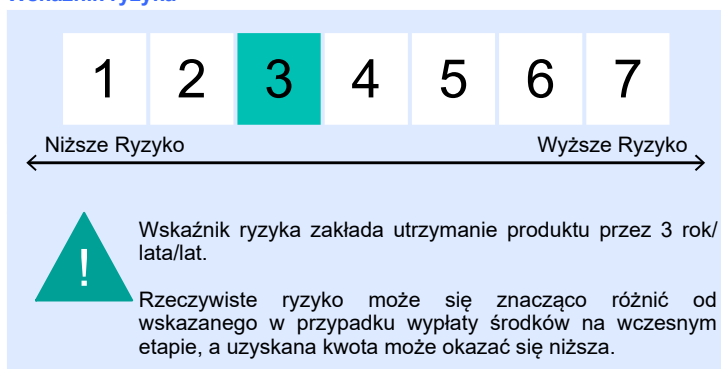 Wskaźnik ryzyka
1 2 3 4 5 6 7
Niższe Ryzyko Wyższe Ryzyko
!
Wskaźnik ryzyka zakłada utrzymanie produktu przez 3 rok/
lata/lat.
Rzeczywiste ryzyko może się znacząco różnić od
wskazanego w przypadku wypłaty środków na wczesnym
etapie, a uzyskana kwota może okazać się niższa.